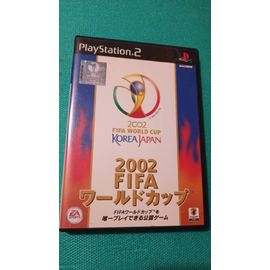 PlayStation.2
2002
FIFA WORLD CUP
KOREA JAPAN
2002
FIFA
ワールドカップ
FIFAワールドカップ™を
唯一プレイできる公認ゲーム
EA
SPORTS